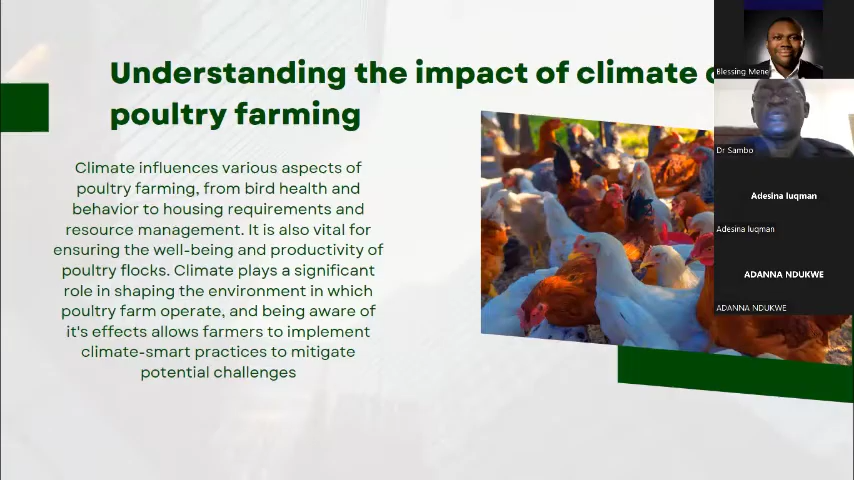 Understanding the impact of climate
poultry farming
Climate influences various aspects of
poultry farming, from bird health and
behavior to housing requirements and
resource management. It is also vital for
ensuring the well-being and productivity of
poultry flocks. Climate plays a significant
role in shaping the environment in which
poultry farm operate, and being aware of
it's effects allows farmers to implement
climate-smart practices to mitigate
potential challenges
Blessing Mene
Dr Sambo
Adesina luqman
Adesina luqman
ADANNA NDUKWE
ADANNA NDUKWE